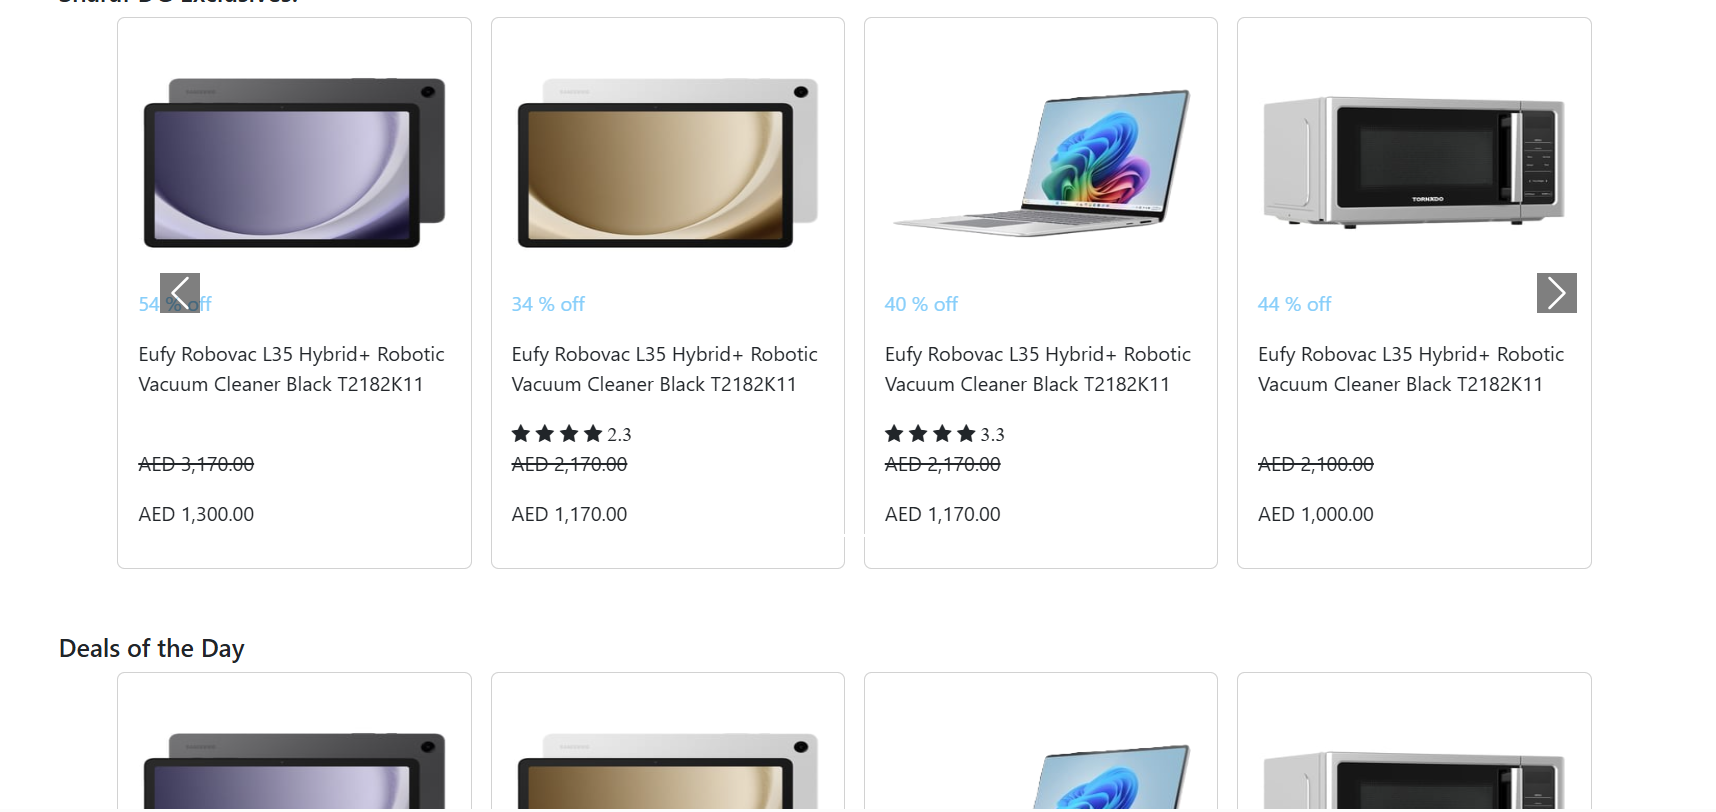 54 % off
34 % off
40 % off
44 % off
Eufy Robovac L35 Hybrid+ Robotic
Vacuum Cleaner Black T2182K11
Eufy Robovac L35 Hybrid+ Robotic
Vacuum Cleaner Black T2182K11
Eufy Robovac L35 Hybrid+ Robotic
Vacuum Cleaner Black T2182K11
Eufy Robovac L35 Hybrid+ Robotic
Vacuum Cleaner Black T2182K11
2.3
3.3
AED 3,170.00
AED 2,170.00
AED 2,170.00
AED 2,100.00
AED 1,300.00
AED 1,170.00
AED 1,170.00
AED 1,000.00
TORNADO
Deals of the Day